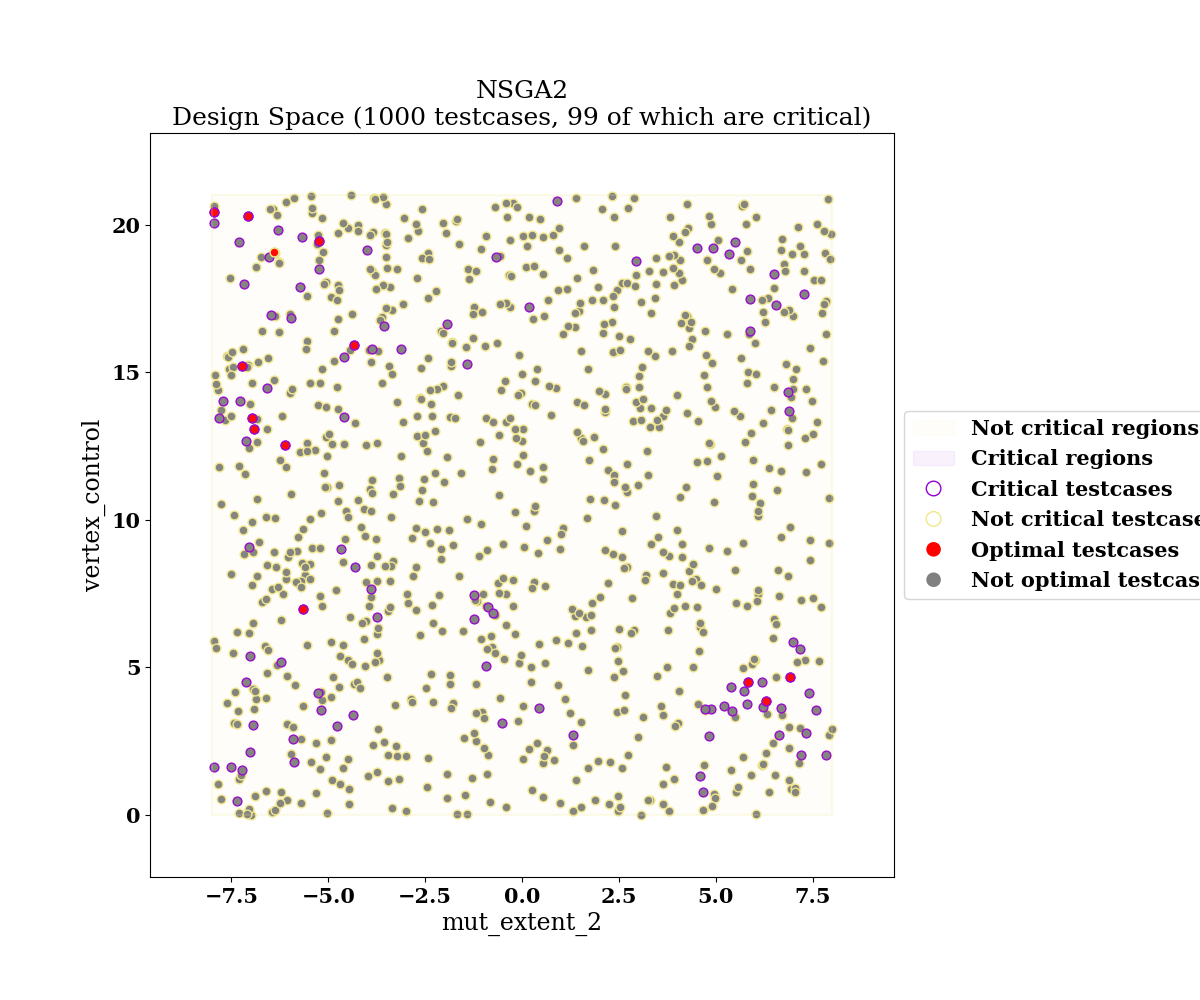 NSGA2
Design Space (1000 testcases, 99 of which are critical)
vertex_control
20
15
10
5
0
−7.5 −5.0 −2.5 0.0 2.5 5.0 7.5
mut_extent_2
Not critical regions
Critical regions
Critical testcases
Not critical testcase
Optimal testcases
Not optimal testcas